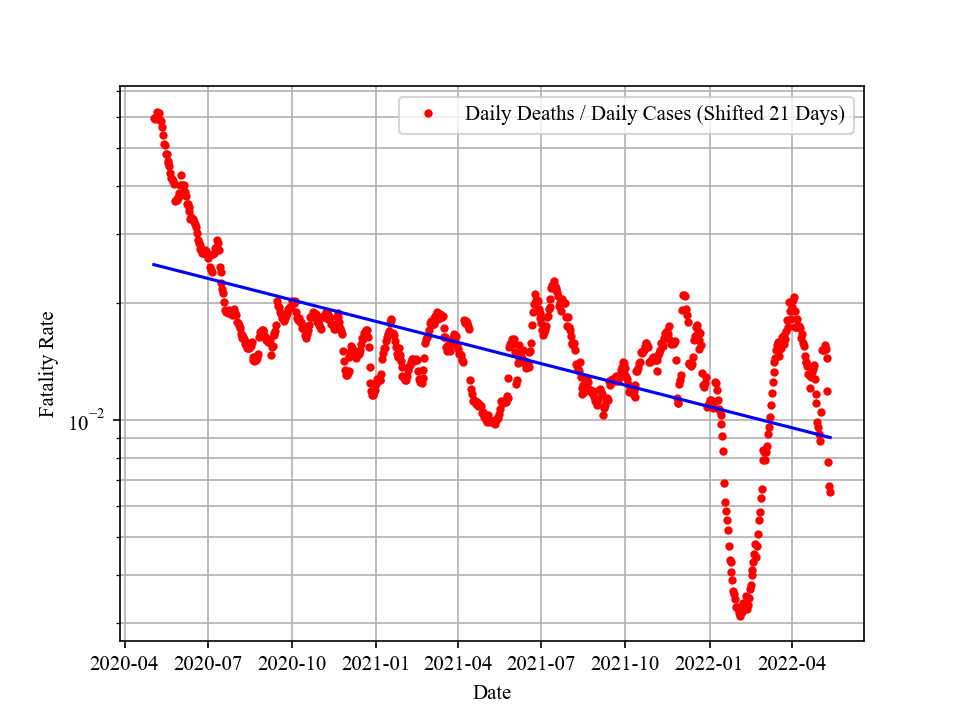 Daily Deaths / Daily Cases (Shifted 21 Days)
Fatality Rate
10⁻²
2020-04 2020-07 2020-10 2021-01 2021-04 2021-07 2021-10 2022-01 2022-04
Date